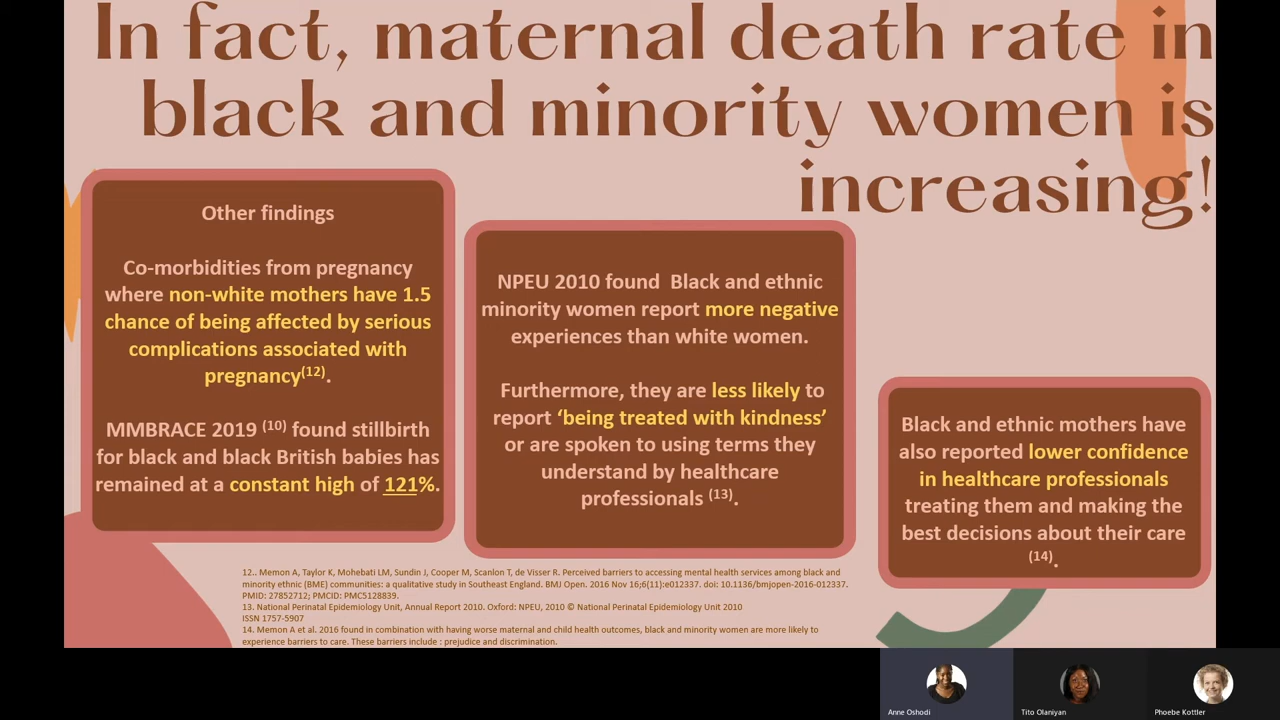 In fact, maternal death rate in
black and minority women is
increasing!
Other findings
Co-morbidities from pregnancy
where non-white mothers have 1.5
chance of being affected by serious
complications associated with
pregnancy(12).
MMBRACE 2019 (10) found stillbirth
for black and black British babies has
remained at a constant high of 121%.
NPEU 2010 found  Black and ethnic
minority women report more negative
experiences than white women.
Furthermore, they are less likely to
report ‘being treated with kindness’
or are spoken to using terms they
understand by healthcare
professionals (13).
Black and ethnic mothers have
also reported lower confidence
in healthcare professionals
treating them and making the
best decisions about their care
(14).
12.. Memon A, Taylor K, Mohebati LM, Sundin J, Cooper M, Scanlon T, de Visser R. Perceived barriers to accessing mental health services among black and
minority ethnic (BME) communities: a qualitative study in Southeast England. BMJ Open. 2016 Nov 16;6(11):e012337. doi: 10.1136/bmjopen-2016-012337.
PMID: 27852712; PMCID: PMC5128839.
13. National Perinatal Epidemiology Unit, Annual Report 2010. Oxford: NPEU, 2010 © National Perinatal Epidemiology Unit 2010
ISSN 1757-5907
14. Memon A et al. 2016 found in combination with having worse maternal and child health outcomes, black and minority women are more likely to
experience barriers to care. These barriers include : prejudice and discrimination.
Anne Oshodi
Tito Olaniyan
Phoebe Kottler